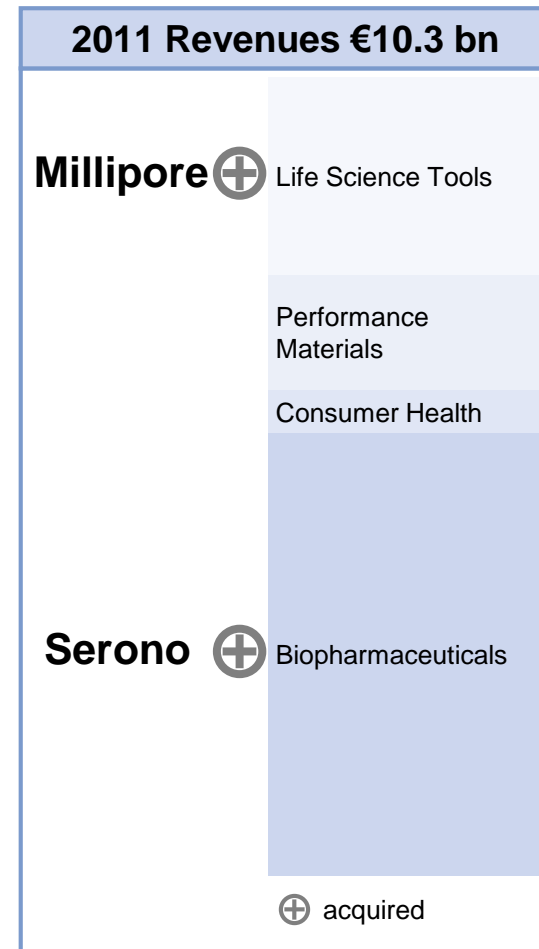 2011 Revenues €10.3 bn
Millipore
Life Science Tools
Performance
Materials
Consumer Health
Serono
Biopharmaceuticals
acquired